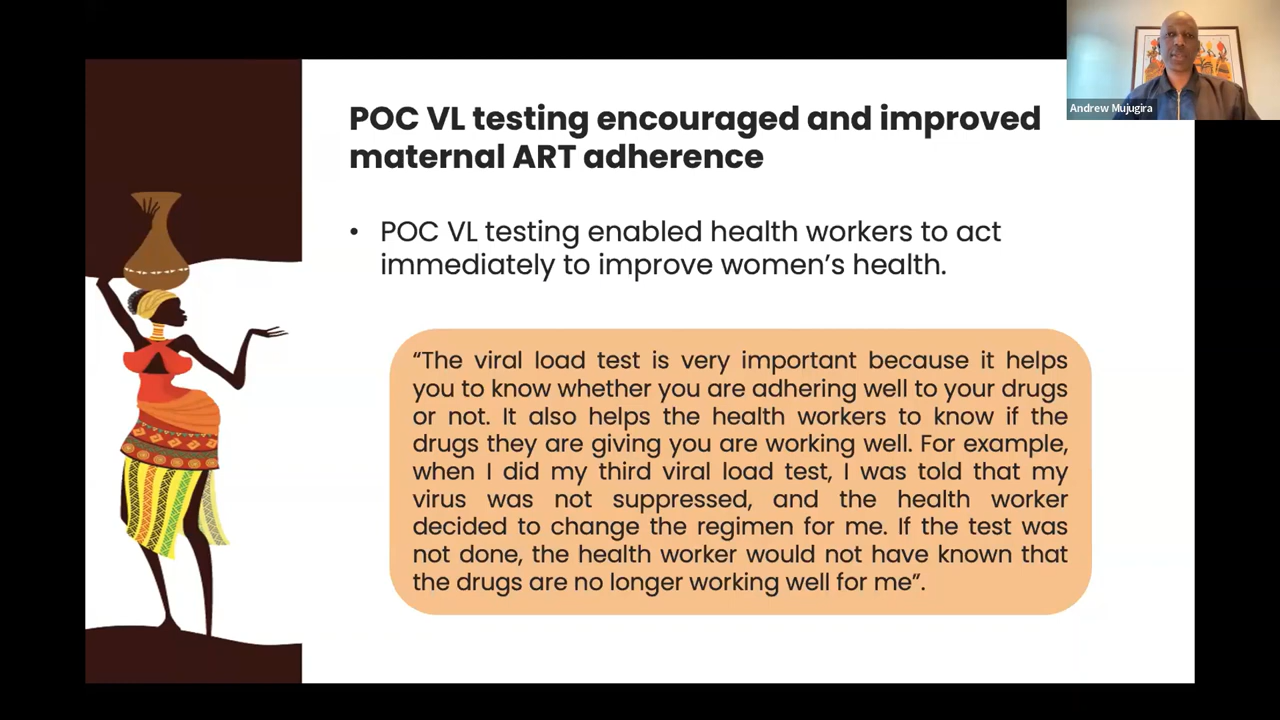 POC VL testing encouraged and improved
maternal ART adherence
• POC VL testing enabled health workers to act
immediately to improve women’s health.
“The viral load test is very important because it helps
you to know whether you are adhering well to your drugs
or not. It also helps the health workers to know if the
drugs they are giving you are working well. For example,
when I did my third viral load test, I was told that my
virus was not suppressed, and the health worker
decided to change the regimen for me. If the test was
not done, the health worker would not have known that
the drugs are no longer working well for me”.
Andrew Mujugira